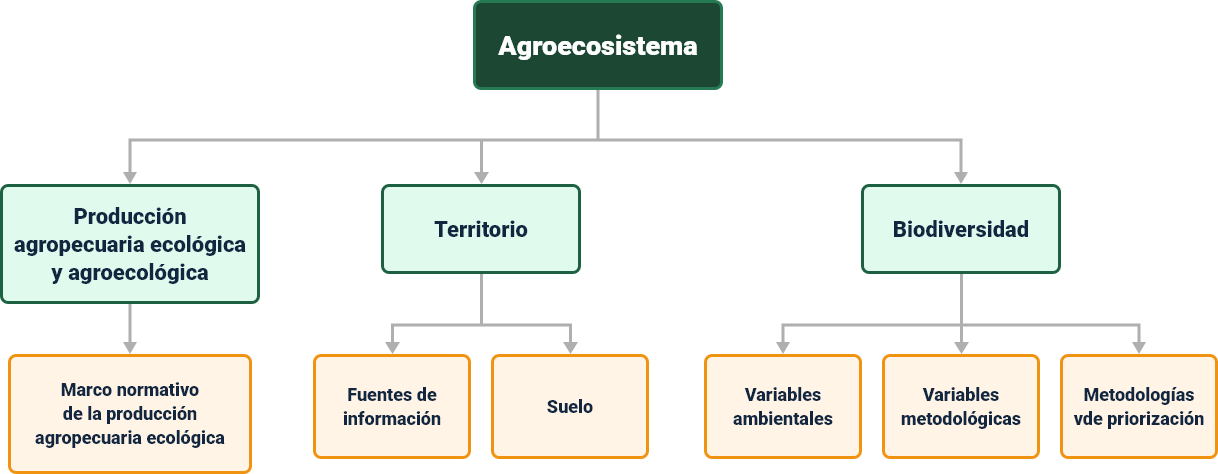 Agroecosistema
Producción
agropecuaria ecológica
y agroecológica
Territorio
Biodiversidad
Marco normativo
de la producción
agropecuaria ecológica
Fuentes de
información
Suelo
Variables
ambientales
Variables
metodológicas
Metodologías
vde priorización